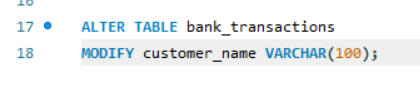 17 ALTER TABLE bank_transactions
18 MODIFY customer_name VARCHAR(100);